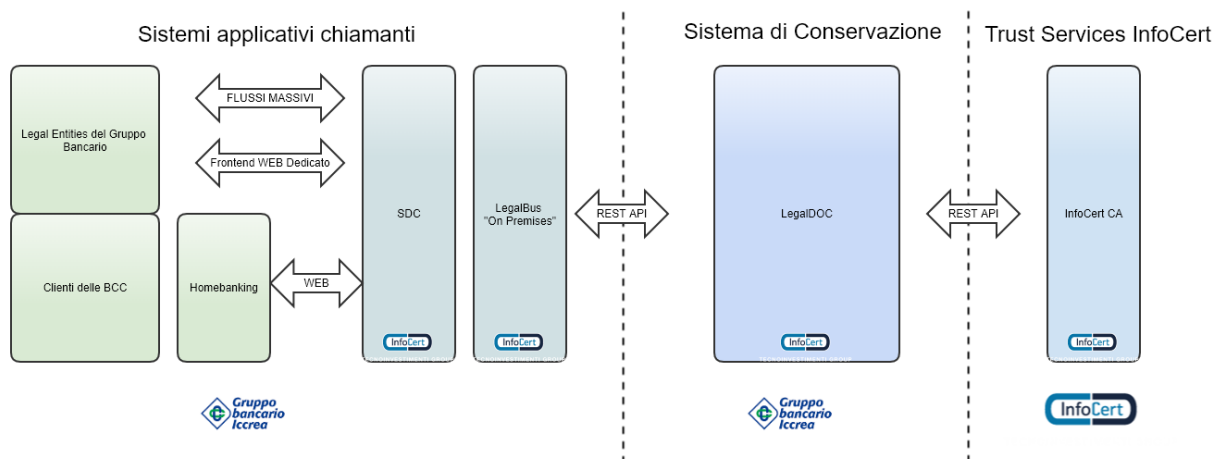 Sistemi applicativi chiamanti
Sistema di Conservazione
Trust Services InfoCert
Legal Entities del Gruppo
Bancario
FLUSSI MASSIVI
Frontend WEB Dedicato
SDC
LegalBus
"On Premises"
REST API
LegalDOC
REST API
InfoCert CA
Clienti delle BCC
Homebanking
WEB
InfoCert
InfoCert
InfoCert
TECNOINVESTIMENTI GROUP
InfoCert
Gruppo
bancario
Iccrea
Gruppo
bancario
Iccrea
InfoCert